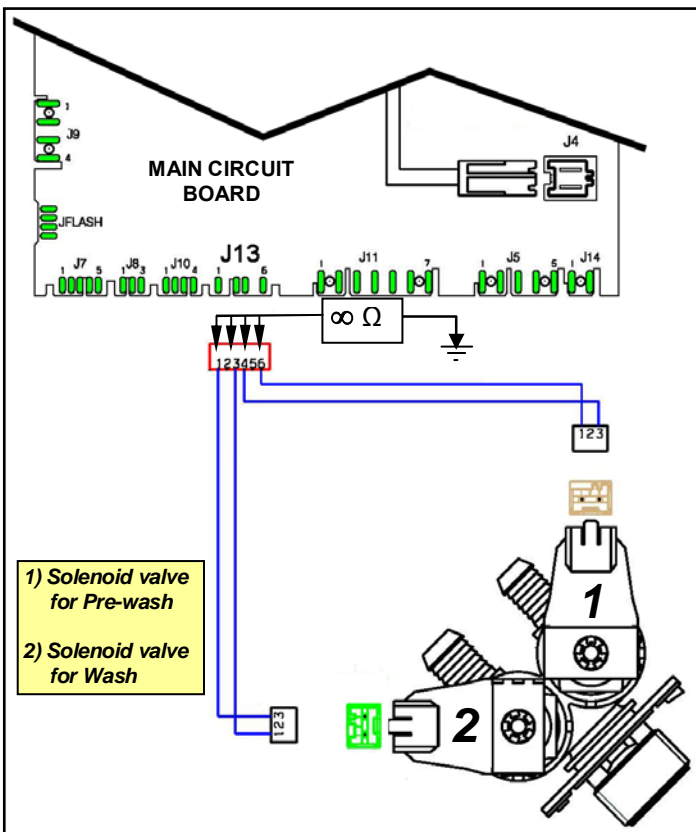 1
J9
4
MAIN CIRCUIT
BOARD
J4
JFLASH
J7
1 5
J8
1 3
J10
1 4
J13
1 6
J11
1 7
J5
1 5
J14
1
∞ Ω
123456
123
1) Solenoid valve
for Pre-wash
2) Solenoid valve
for Wash
1
2
123